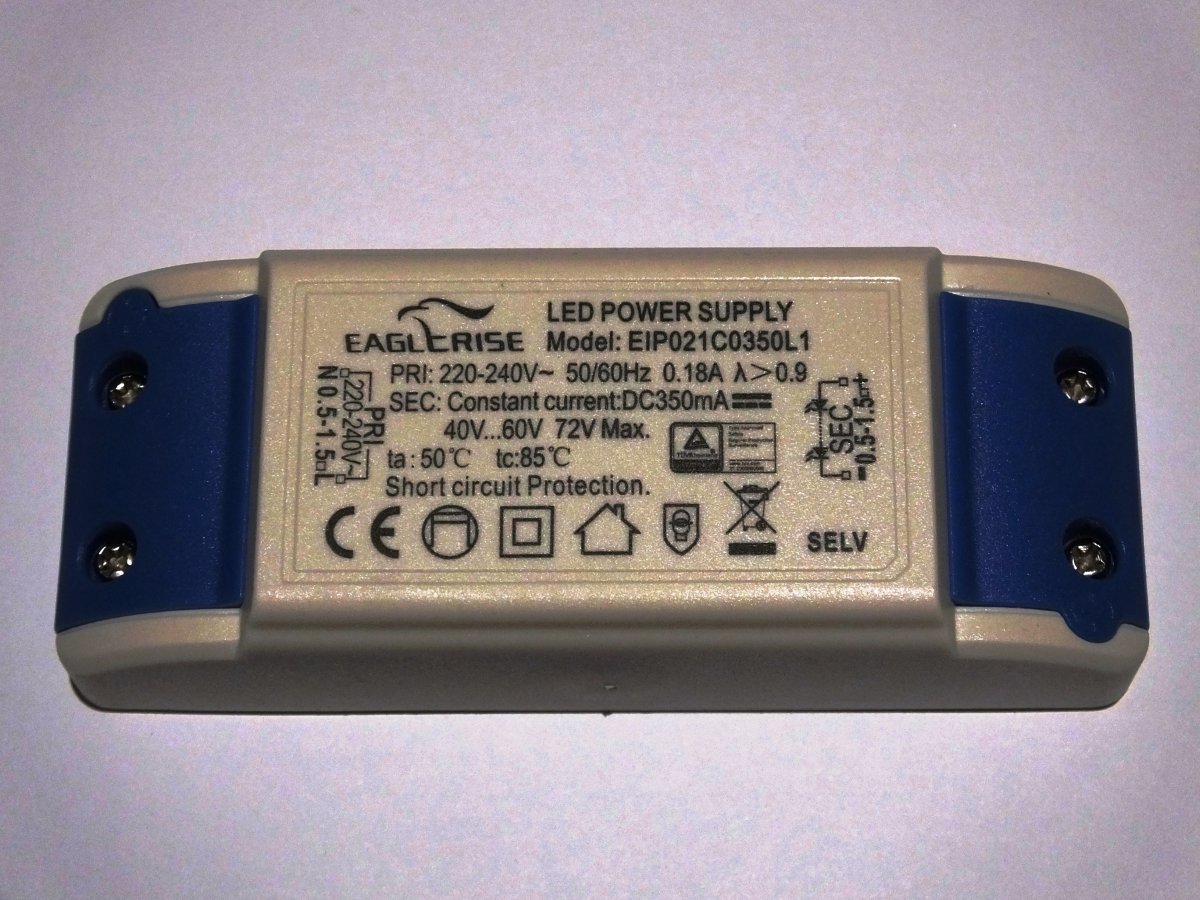 EAGLERISE
LED POWER SUPPLY
Model: EIP021C0350L1
PRI: 220-240V~ 50/60Hz 0.18A λ>0.9
SEC: Constant current:DC350mA
40V...60V 72V Max.
ta:50℃ tc:85℃
Short circuit Protection.
N 0.5-1.5□ L
220-240V~
PRI
SEC
-0.5-1.5□+
CE
SELV